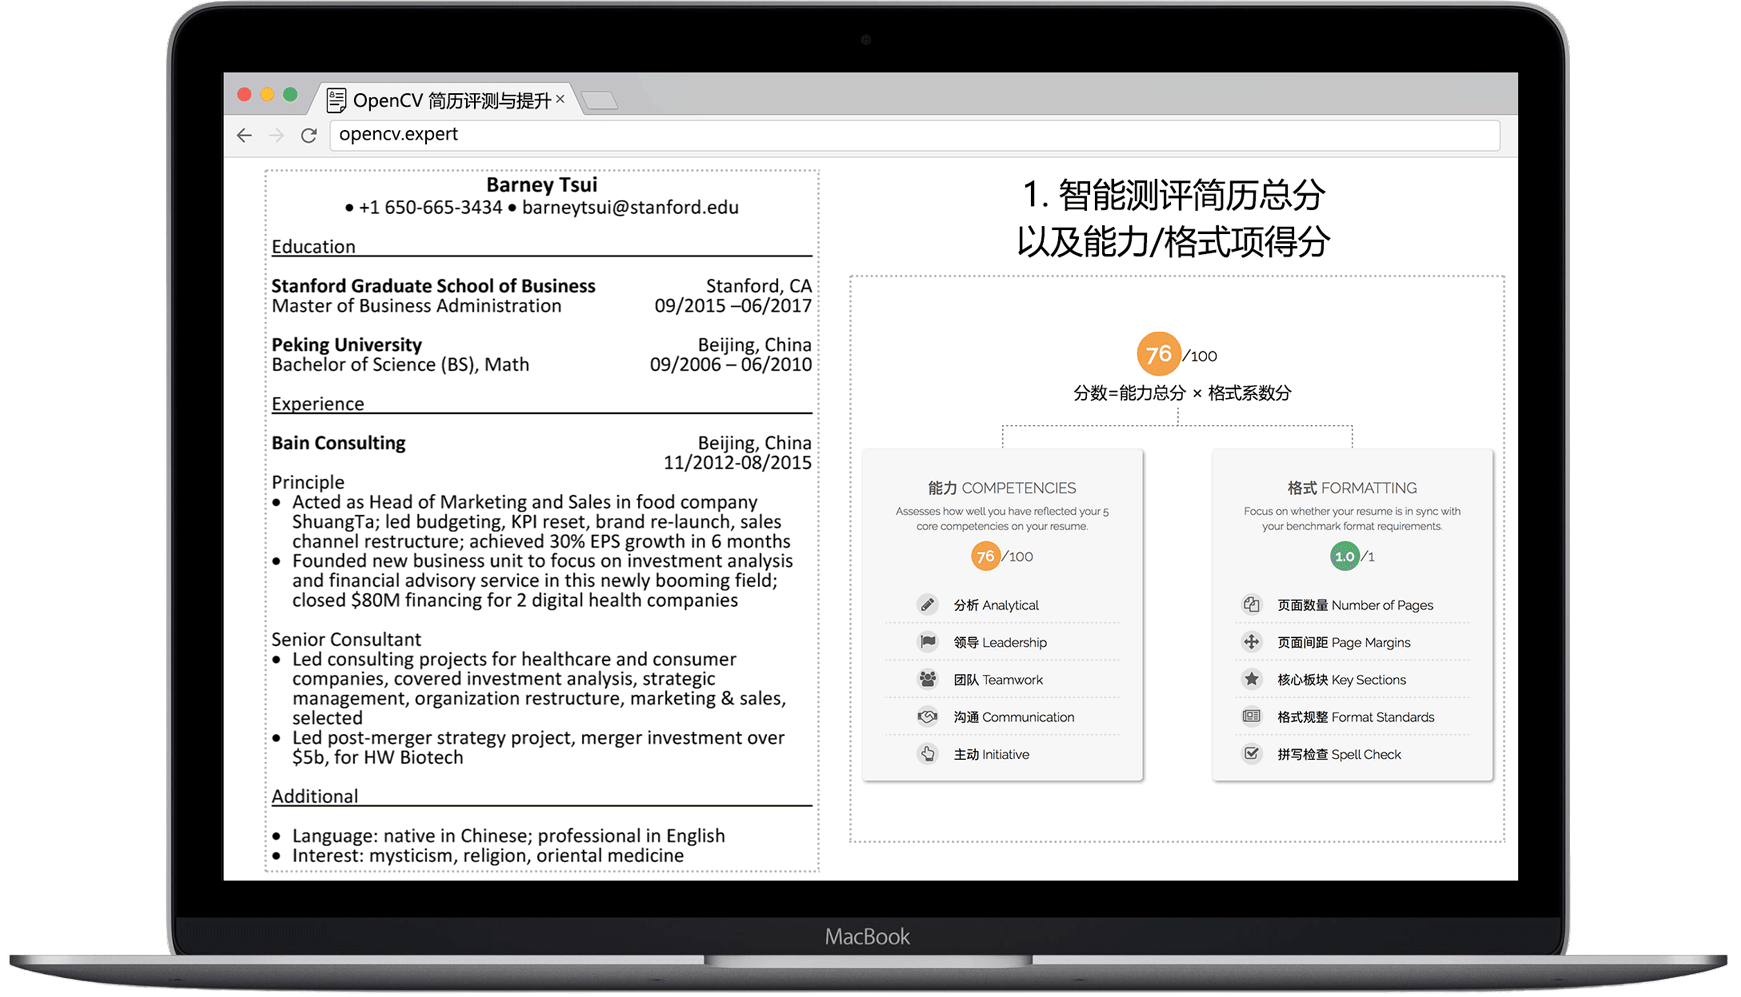 OpenCV 简历评测与提升
opencv.expert
Barney Tsui
• +1 650-665-3434 • barneytsui@stanford.edu
Education
Stanford Graduate School of Business Stanford, CA
Master of Business Administration 09/2015 –06/2017
Peking University Beijing, China
Bachelor of Science (BS), Math 09/2006 – 06/2010
Experience
Bain Consulting Beijing, China
11/2012-08/2015
Principle
• Acted as Head of Marketing and Sales in food company
ShuangTa; led budgeting, KPI reset, brand re-launch, sales
channel restructure; achieved 30% EPS growth in 6 months
• Founded new business unit to focus on investment analysis
and financial advisory service in this newly booming field;
closed $80M financing for 2 digital health companies
Senior Consultant
• Led consulting projects for healthcare and consumer
companies, covered investment analysis, strategic
management, organization restructure, marketing & sales,
selected
• Led post-merger strategy project, merger investment over
$5b, for HW Biotech
Additional
• Language: native in Chinese; professional in English
• Interest: mysticism, religion, oriental medicine
1. 智能测评简历总分
以及能力/格式项得分
76/100
分数=能力总分 × 格式系数分
能力 COMPETENCIES
Assesses how well you have reflected your 5
core competencies on your resume.
76/100
分析 Analytical
领导 Leadership
团队 Teamwork
沟通 Communication
主动 Initiative
格式 FORMATTING
Focus on whether your resume is in sync with
your benchmark format requirements.
1.0/1
页面数量 Number of Pages
页面间距 Page Margins
核心板块 Key Sections
格式规整 Format Standards
拼写检查 Spell Check
MacBook